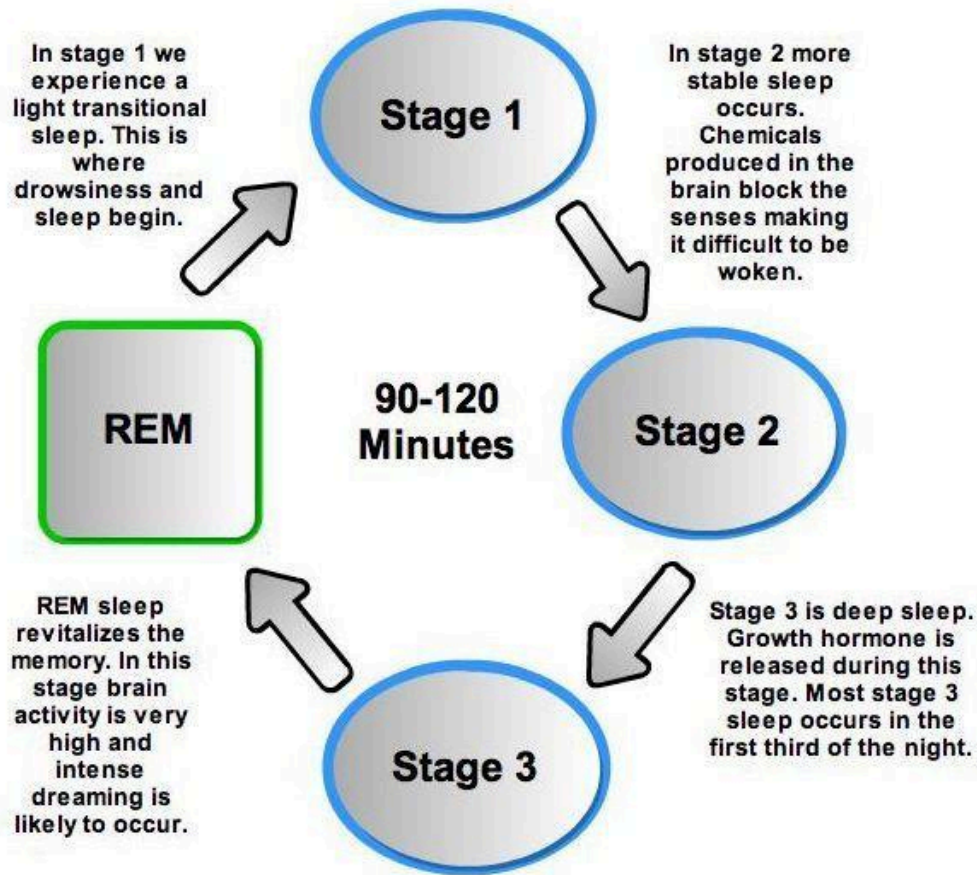 In stage 1 we
experience a
light transitional
sleep. This is
where
drowsiness and
sleep begin.
Stage 1
In stage 2 more
stable sleep
occurs.
Chemicals
produced in the
brain block the
senses making
it difficult to be
woken.
REM
90-120
Minutes
Stage 2
REM sleep
revitalizes the
memory. In this
stage brain
activity is very
high and
intense
dreaming is
likely to occur.
Stage 3
Stage 3 is deep sleep.
Growth hormone is
released during this
stage. Most stage 3
sleep occurs in the
first third of the night.